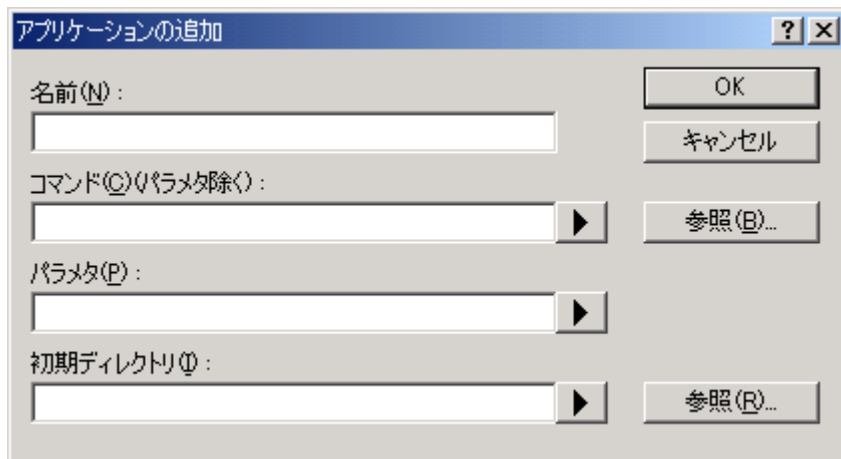 アプリケーションの追加
名前(N):
OK
キャンセル
コマンド(C)(パラメタ除く):
参照(B)...
パラメタ(P):
初期ディレクトリ(I):
参照(R)...